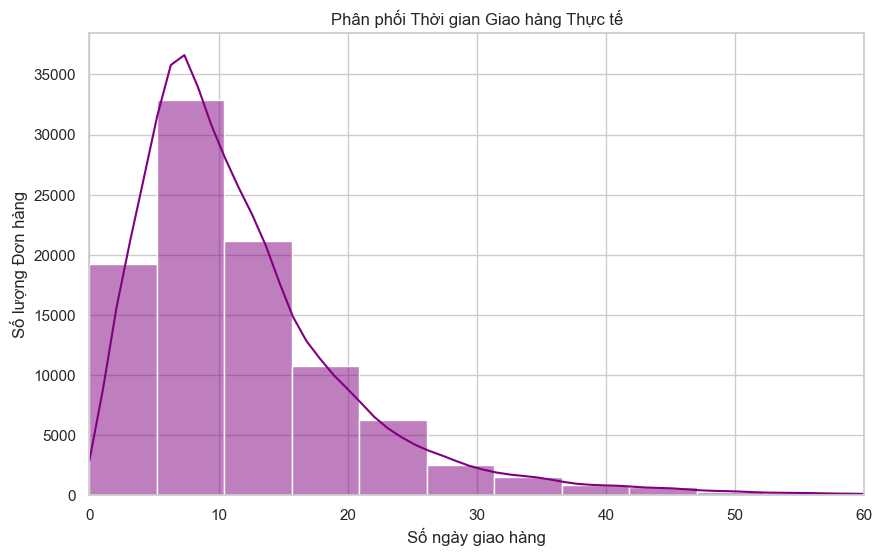 Phân phối Thời gian Giao hàng Thực tế
Số lượng Đơn hàng
35000
30000
25000
20000
15000
10000
5000
0
0 10 20 30 40 50 60
Số ngày giao hàng